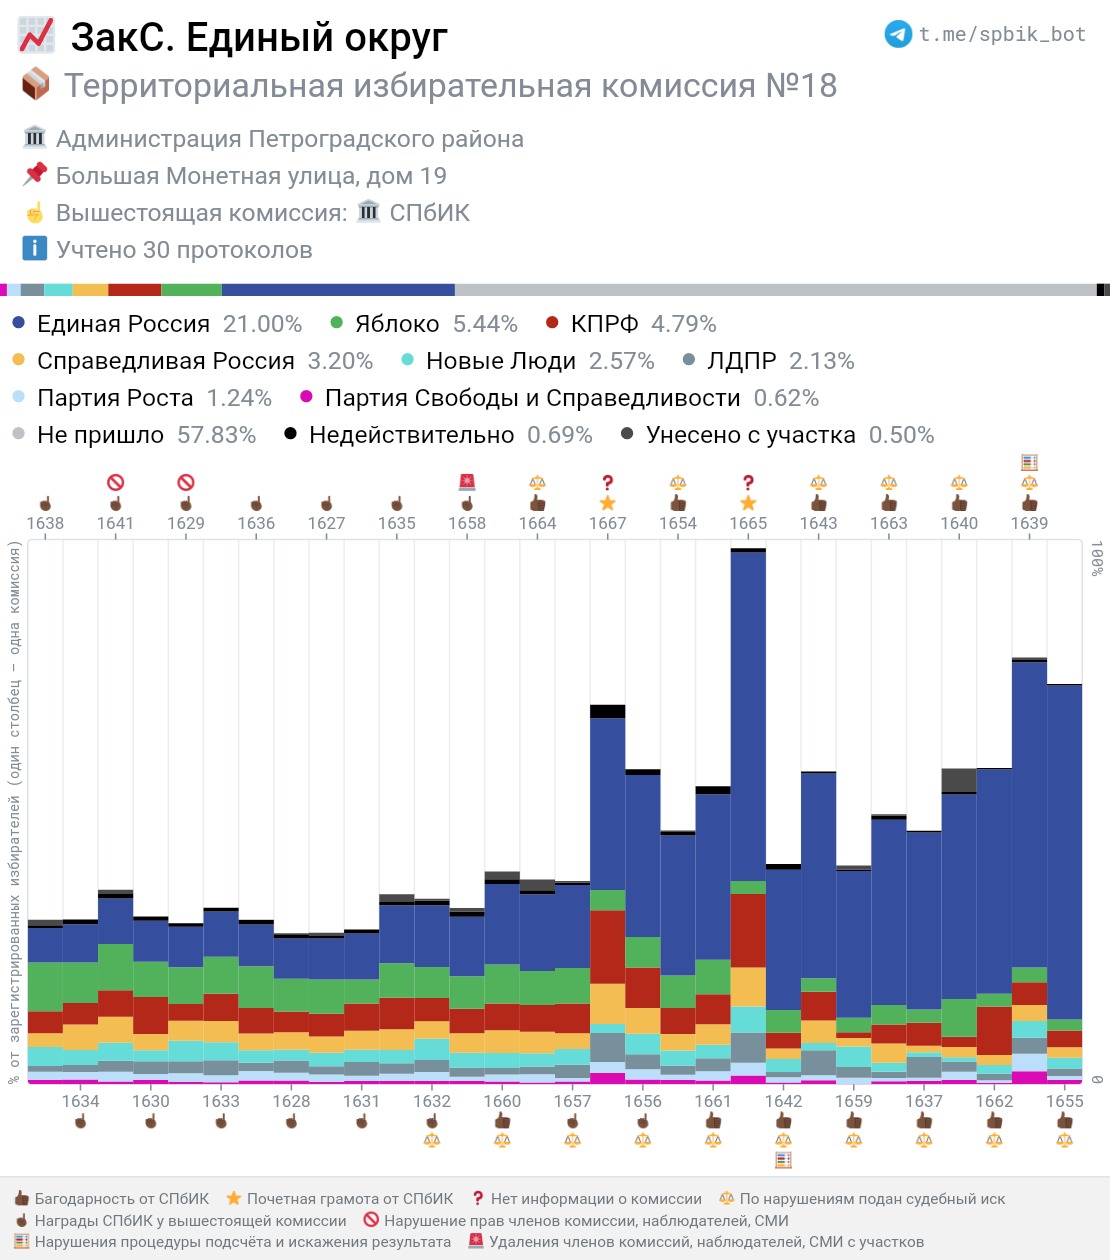 ЗакС. Единый округ
t.me/spbik_bot
Территориальная избирательная комиссия №18
Администрация Петроградского района
Большая Монетная улица, дом 19
Вышестоящая комиссия: СПбИК
Учтено 30 протоколов
Единая Россия 21.00% Яблоко 5.44% КПРФ 4.79%
Справедливая Россия 3.20% Новые Люди 2.57% ЛДПР 2.13%
Партия Роста 1.24% Партия Свободы и Справедливости 0.62%
Не пришло 57.83% Недействительно 0.69% Унесено с участка 0.50%
1638 1641 1629 1636 1627 1635 1658 1664 1667 1654 1665 1643 1663 1640 1639
% от зарегистрированных избирателей (один столбец – одна комиссия)
100%
0
1634 1630 1633 1628 1631 1632 1660 1657 1656 1661 1642 1659 1637 1662 1655
Багодарность от СПбИК Почетная грамота от СПбИК Нет информации о комиссии По нарушениям подан судебный иск
Награды СПбИК у вышестоящей комиссии Нарушение прав членов комиссии, наблюдателей, СМИ
Нарушения процедуры подсчёта и искажения результата Удаления членов комиссий, наблюдателей, СМИ с участков